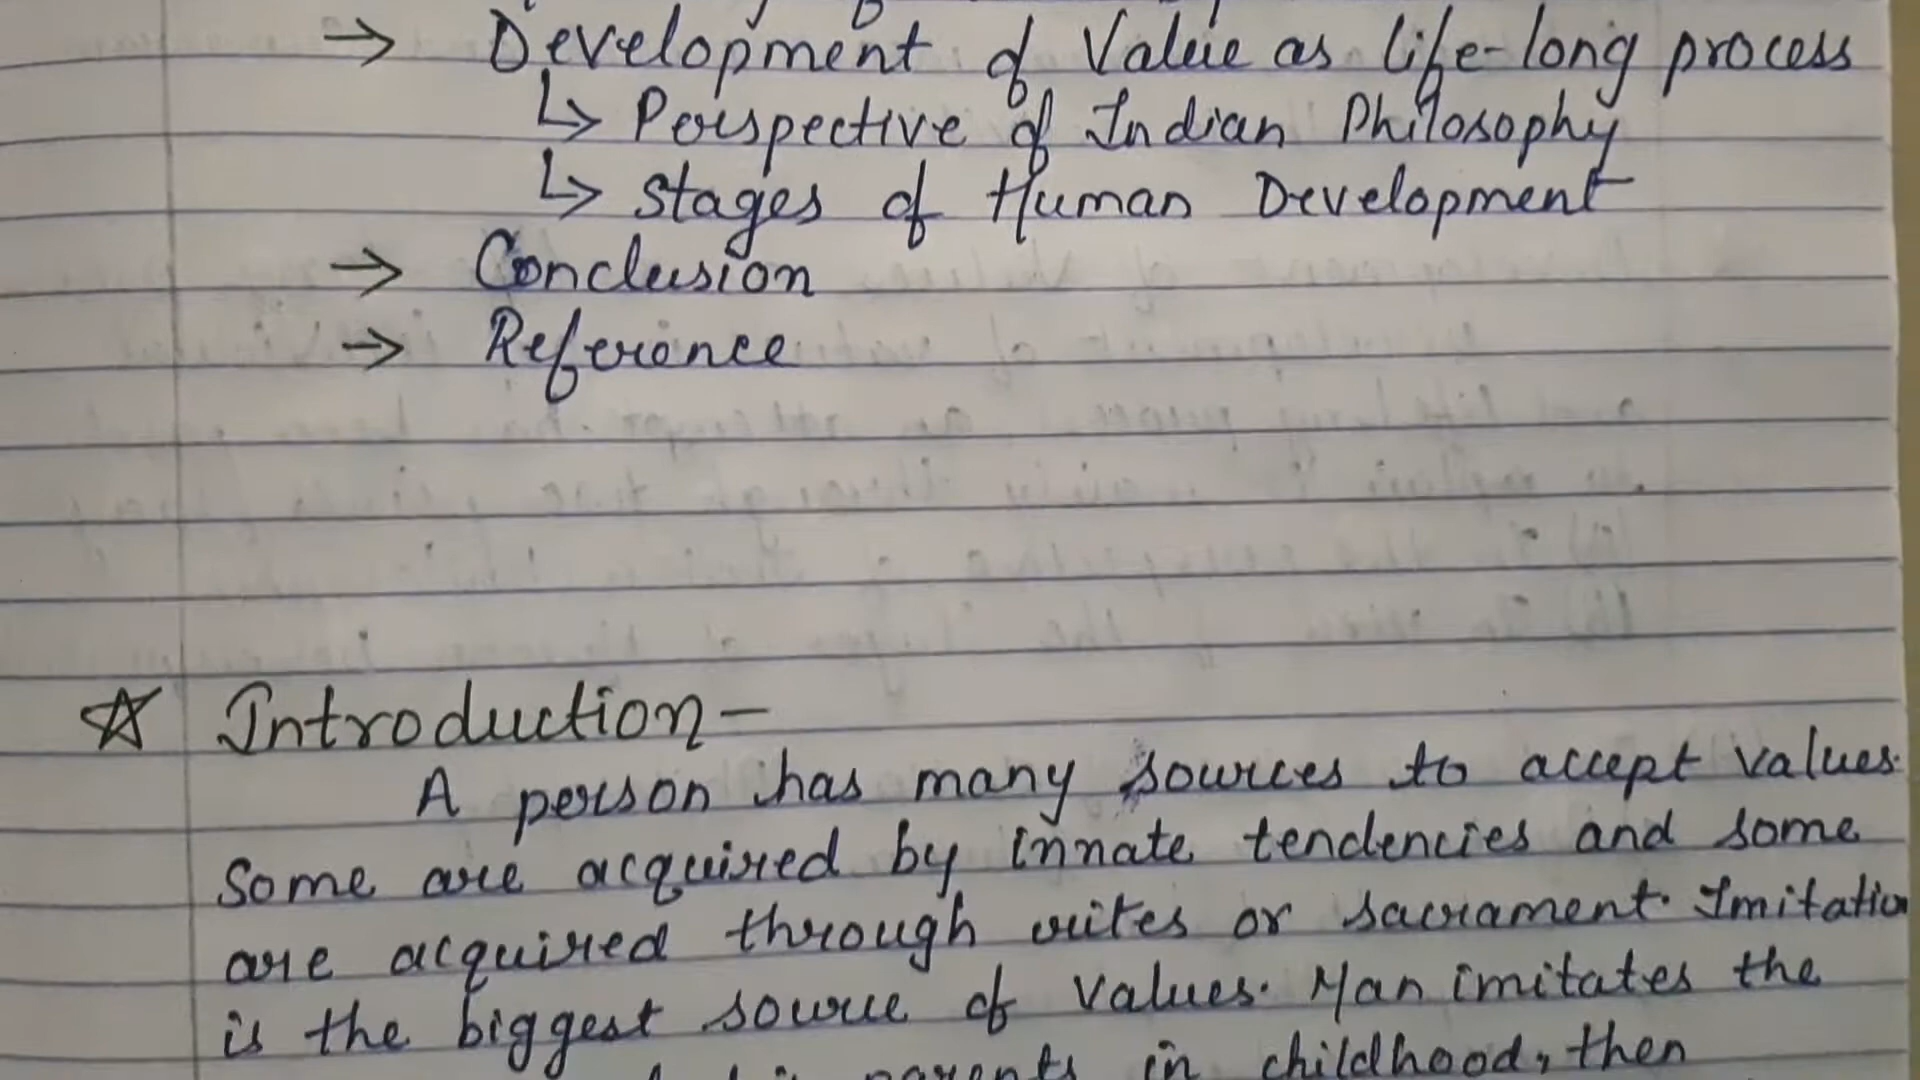 → Development of Value as life-long process
↳ Perspective of Indian Philosophy
↳ Stages of Human Development
→ Conclusion
→ Reference
☆ Introduction-
A person has many sources to accept values.
Some are acquired by innate tendencies and some
are acquired through rites or sacrament. Imitation
is the biggest source of values. Man imitates the
parents in childhood, then